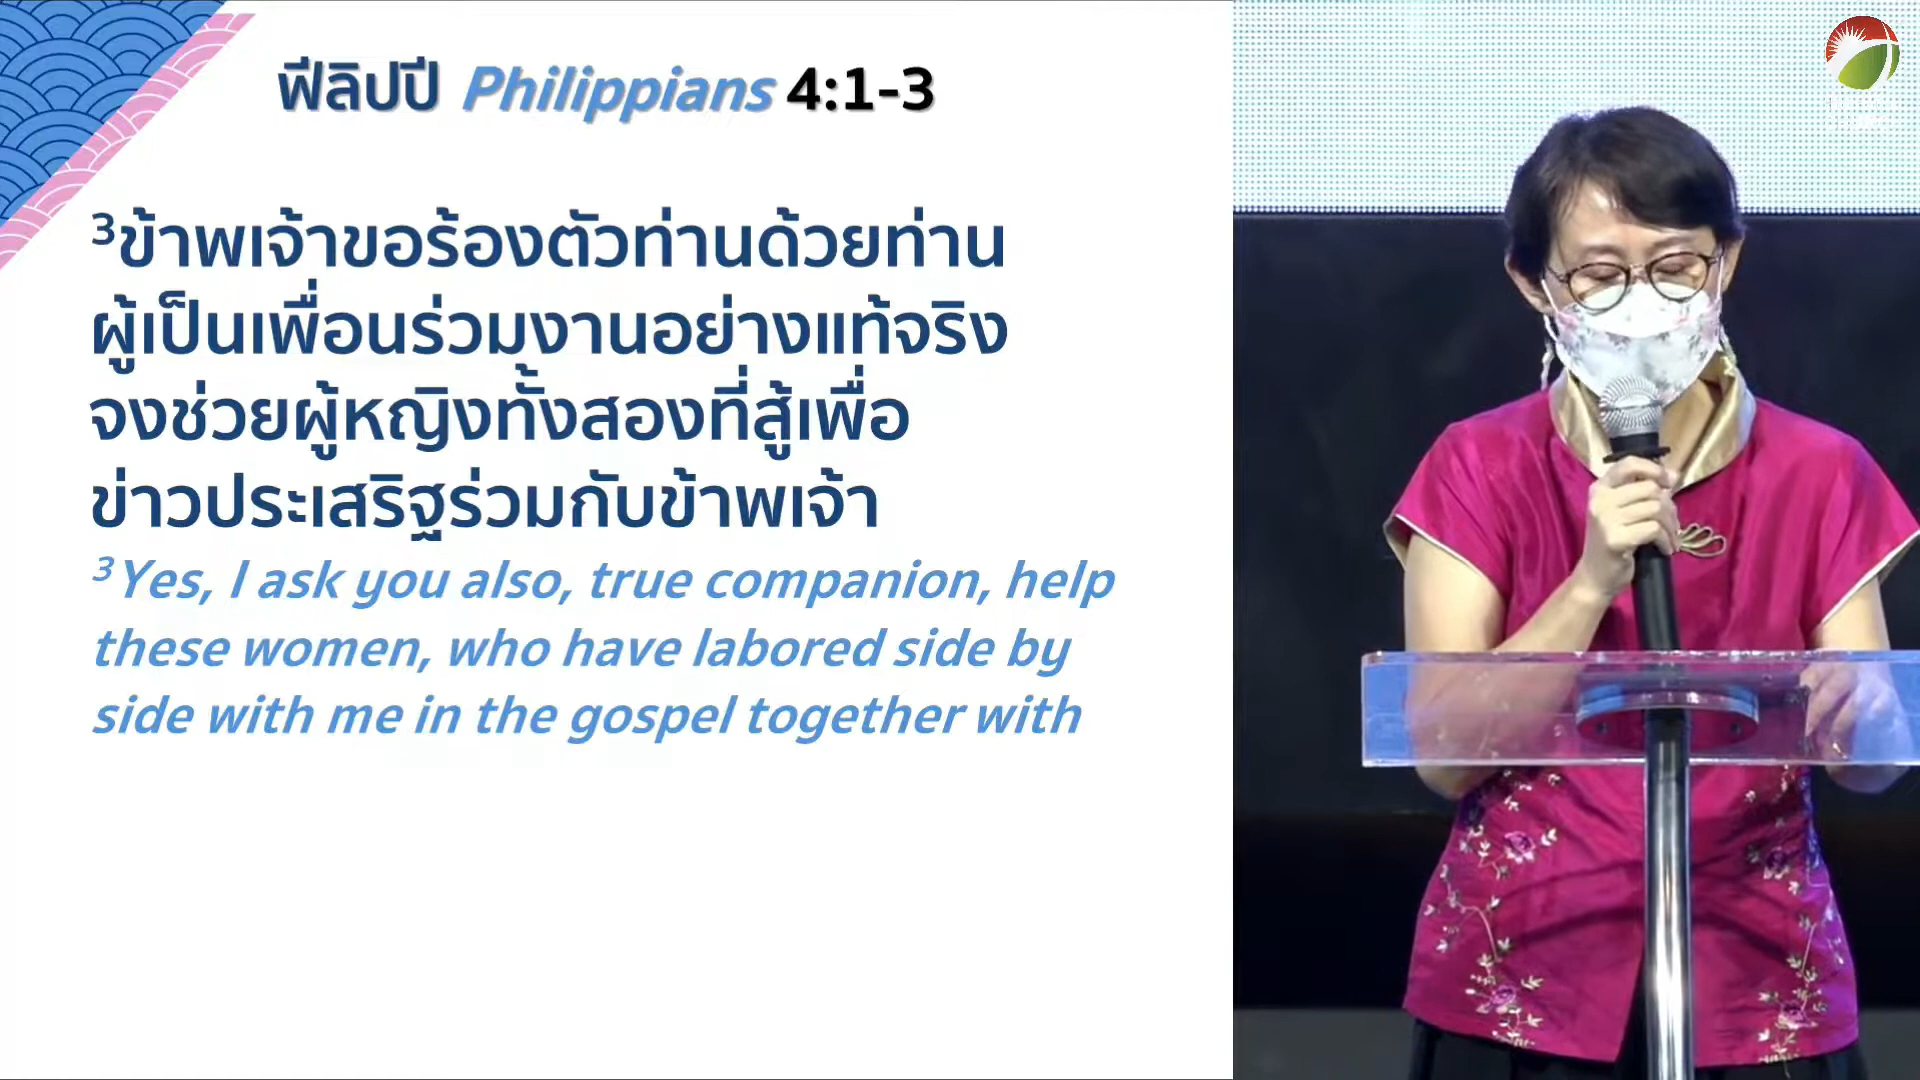 ฟีลิปปี Philippians 4:1-3
3ข้าพเจ้าขอร้องตัวท่านด้วยท่าน
ผู้เป็นเพื่อนร่วมงานอย่างแท้จริง
จงช่วยผู้หญิงทั้งสองที่สู้เพื่อ
ข่าวประเสริฐร่วมกับข้าพเจ้า
3 Yes, I ask you also, true companion, help
these women, who have labored side by
side with me in the gospel together with